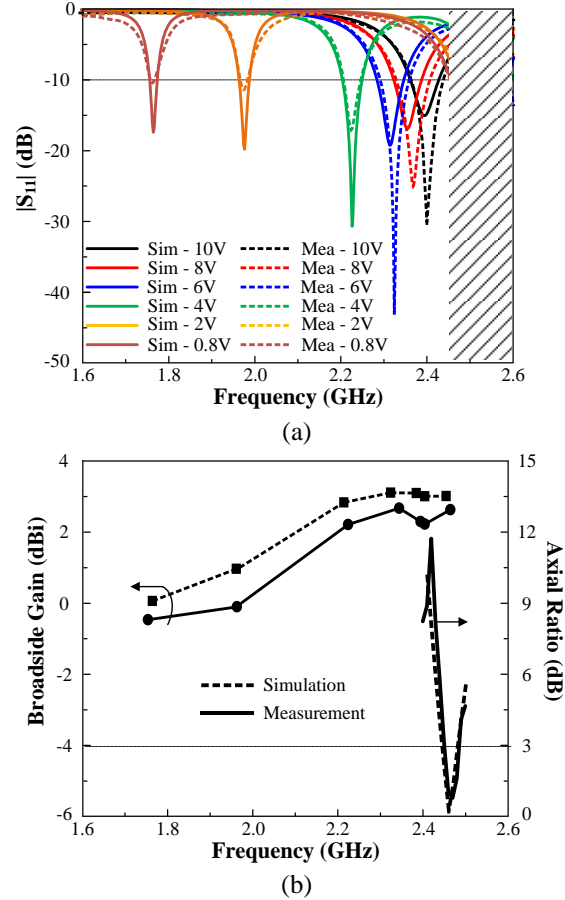 0
-10
-20
-30
-40
-50
|S11| (dB)
Sim - 10V Mea - 10V
Sim - 8V Mea - 8V
Sim - 6V Mea - 6V
Sim - 4V Mea - 4V
Sim - 2V Mea - 2V
Sim - 0.8V Mea - 0.8V
1.6 1.8 2.0 2.2 2.4 2.6
Frequency (GHz)
(a)
4
2
0
-2
-4
-6
Broadside Gain (dBi)
15
12
9
6
3
0
Axial Ratio (dB)
Simulation
Measurement
1.6 1.8 2.0 2.2 2.4 2.6
Frequency (GHz)
(b)